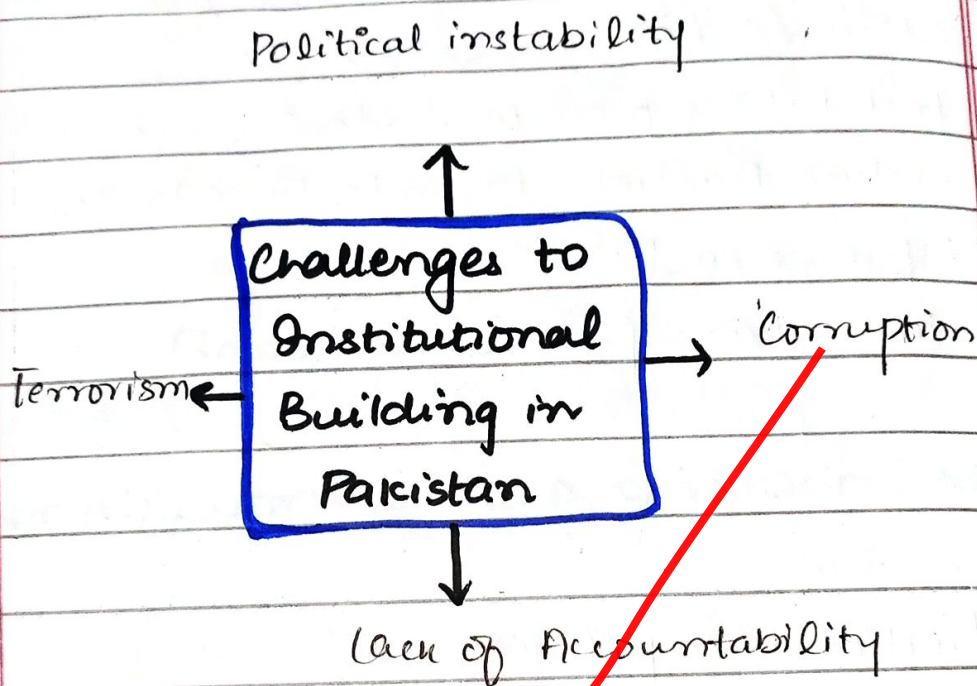 Political instability
Challenges to
Institutional
Building in
Pakistan
Corruption
Terrorism
Lack of Accountability